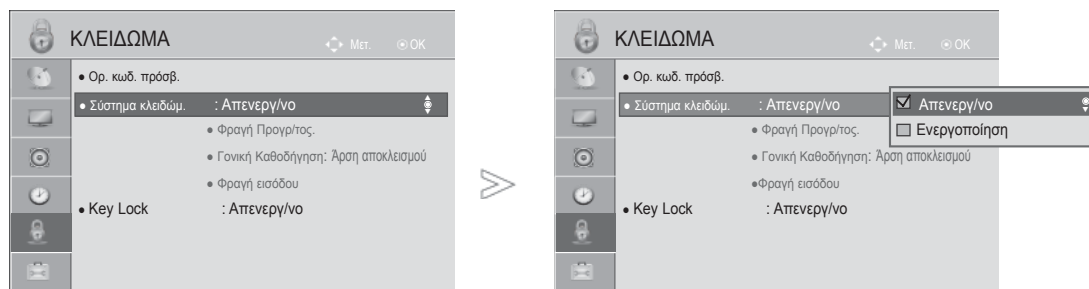 ΚΛΕΙΔΩΜΑ Μετ. OK
• Ορ. κωδ. πρόσβ.
• Σύστημα κλειδώμ. : Απενεργ/νο
• Φραγή Προγρ/τος.
• Γονική Καθοδήγηση: Άρση αποκλεισμού
• Φραγή εισόδου
• Key Lock : Απενεργ/νο
>
ΚΛΕΙΔΩΜΑ Μετ. OK
• Ορ. κωδ. πρόσβ.
• Σύστημα κλειδώμ. : Απενεργ/νο
Απενεργ/νο
Ενεργοποίηση
• Φραγή Προγρ/τος.
• Γονική Καθοδήγηση: Άρση αποκλεισμού
•Φραγή εισόδου
• Key Lock : Απενεργ/νο